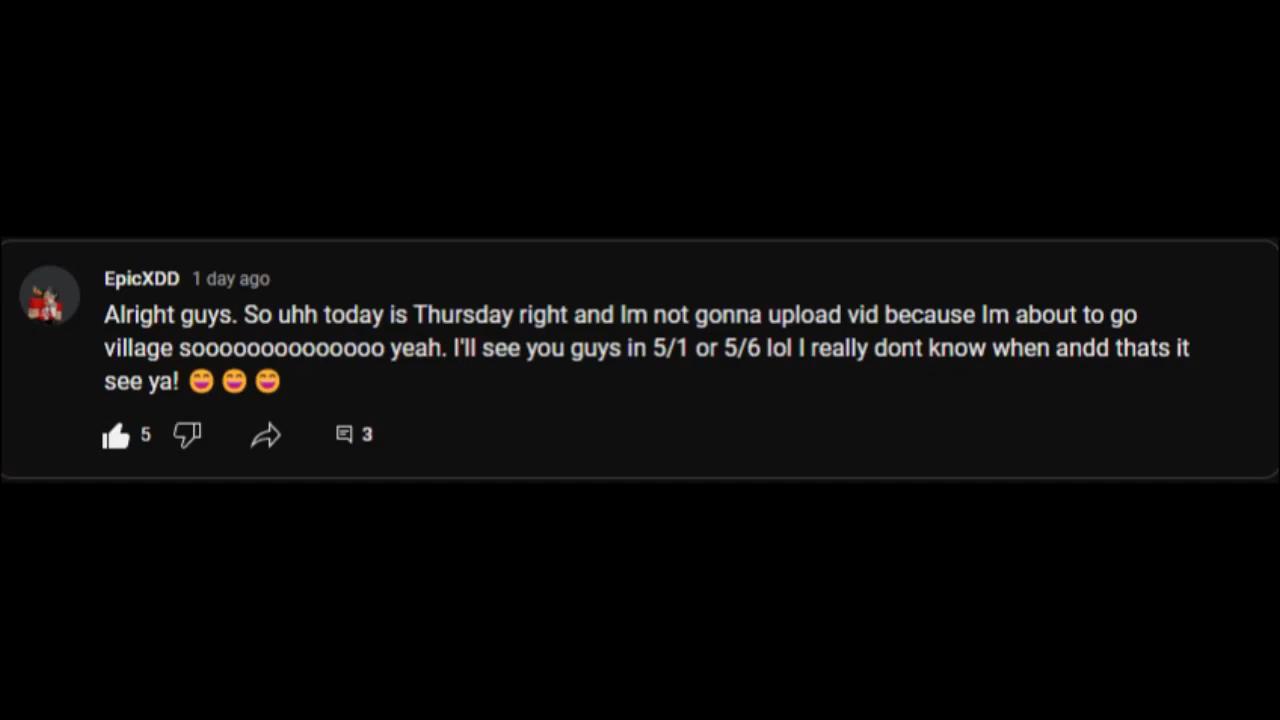 EpicXDD 1 day ago
Alright guys. So uhh today is Thursday right and Im not gonna upload vid because Im about to go
village soooooooooooooo yeah. I'll see you guys in 5/1 or 5/6 lol I really dont know when andd thats it
see ya! 😄 😄 😄
5 3